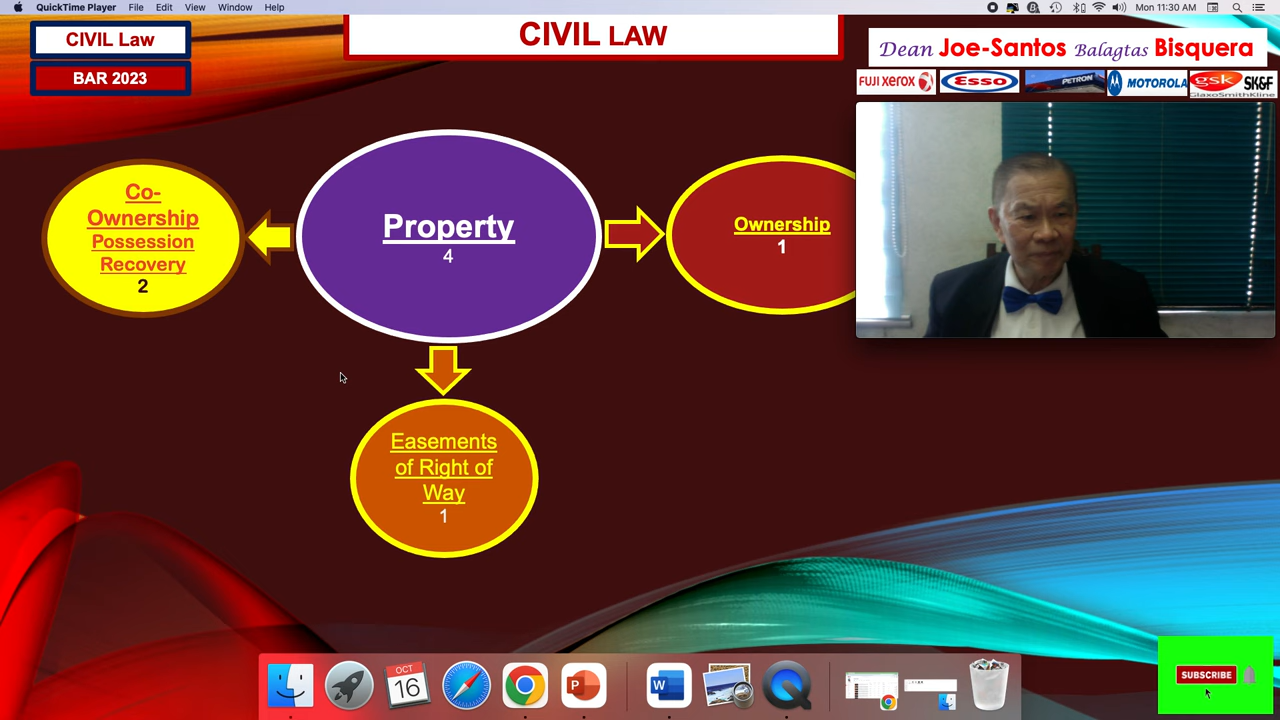 QuickTime Player File Edit View Window Help
Mon 11:30 AM
CIVIL Law
BAR 2023
CIVIL LAW
Dean Joe-Santos Balagtas Bisquera
FUJI XEROX
Esso
PETRON
MOTOROLA
gsk
GlaxoSmithKline
SK&F
Co-
Ownership
Possession
Recovery
2
Property
4
Ownership
1
Easements
of Right of
Way
1
OCT
16
P
W
SUBSCRIBE